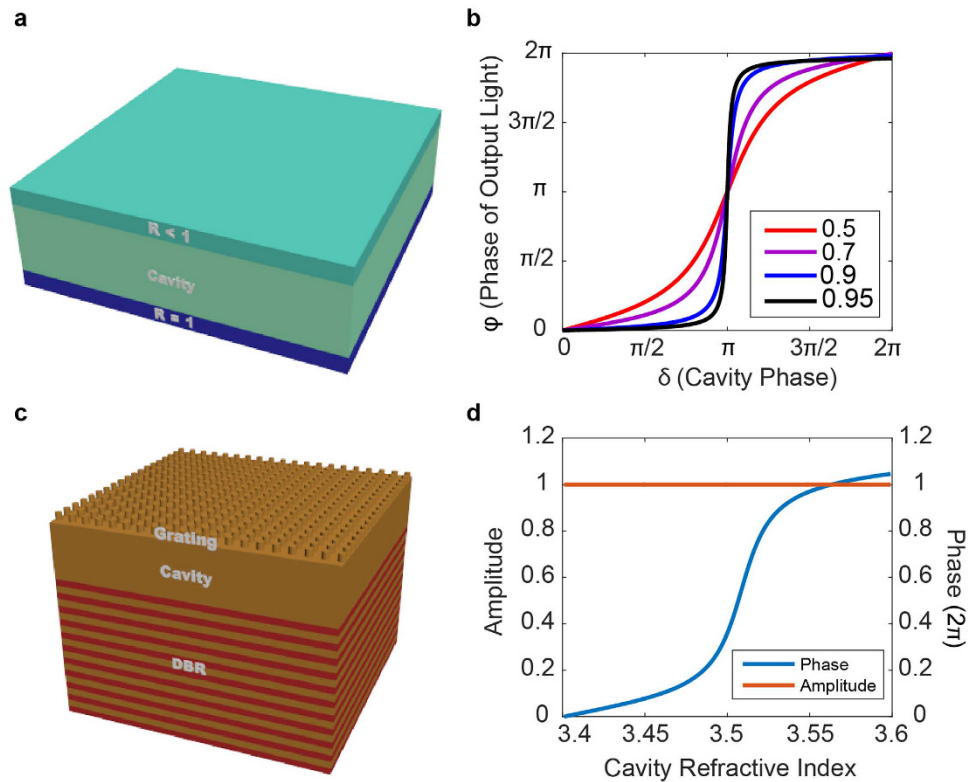 a
R < 1
Cavity
R = 1
b
φ (Phase of Output Light)
2π
3π/2
π
π/2
0
0
π/2
π
3π/2
2π
δ (Cavity Phase)
0.5
0.7
0.9
0.95
c
Grating
Cavity
DBR
d
Amplitude
1.2
1
0.8
0.6
0.4
0.2
0
1.2
1
0.8
0.6
0.4
0.2
0
Phase (2π)
Phase
Amplitude
3.4
3.45
3.5
3.55
3.6
Cavity Refractive Index